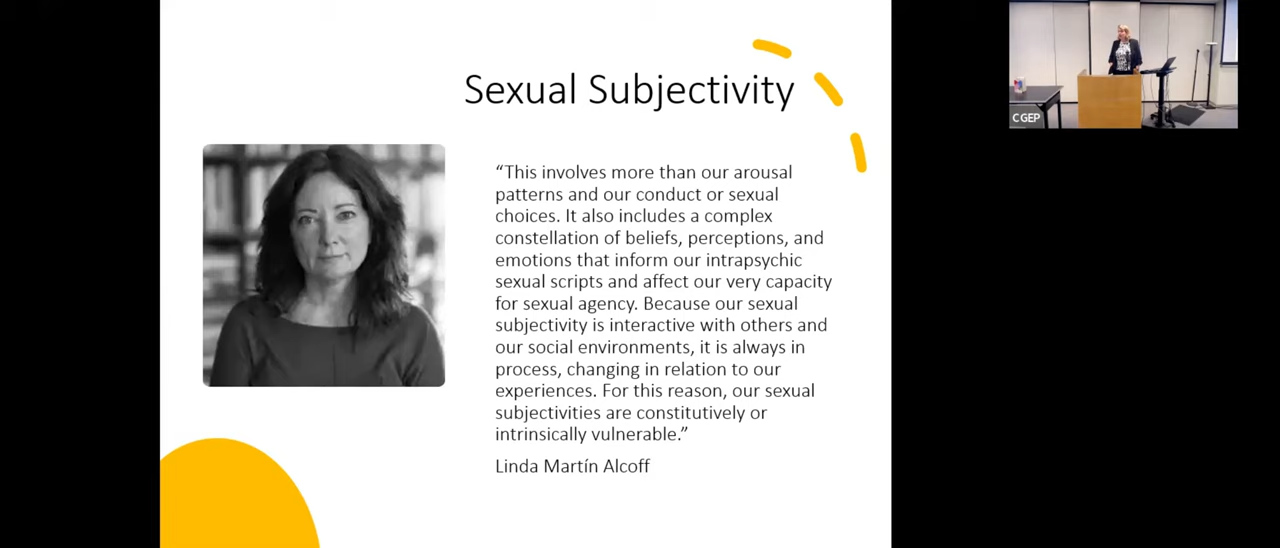 Sexual Subjectivity
“This involves more than our arousal
patterns and our conduct or sexual
choices. It also includes a complex
constellation of beliefs, perceptions, and
emotions that inform our intrapsychic
sexual scripts and affect our very capacity
for sexual agency. Because our sexual
subjectivity is interactive with others and
our social environments, it is always in
process, changing in relation to our
experiences. For this reason, our sexual
subjectivities are constitutively or
intrinsically vulnerable.”
Linda Martín Alcoff
CGEP